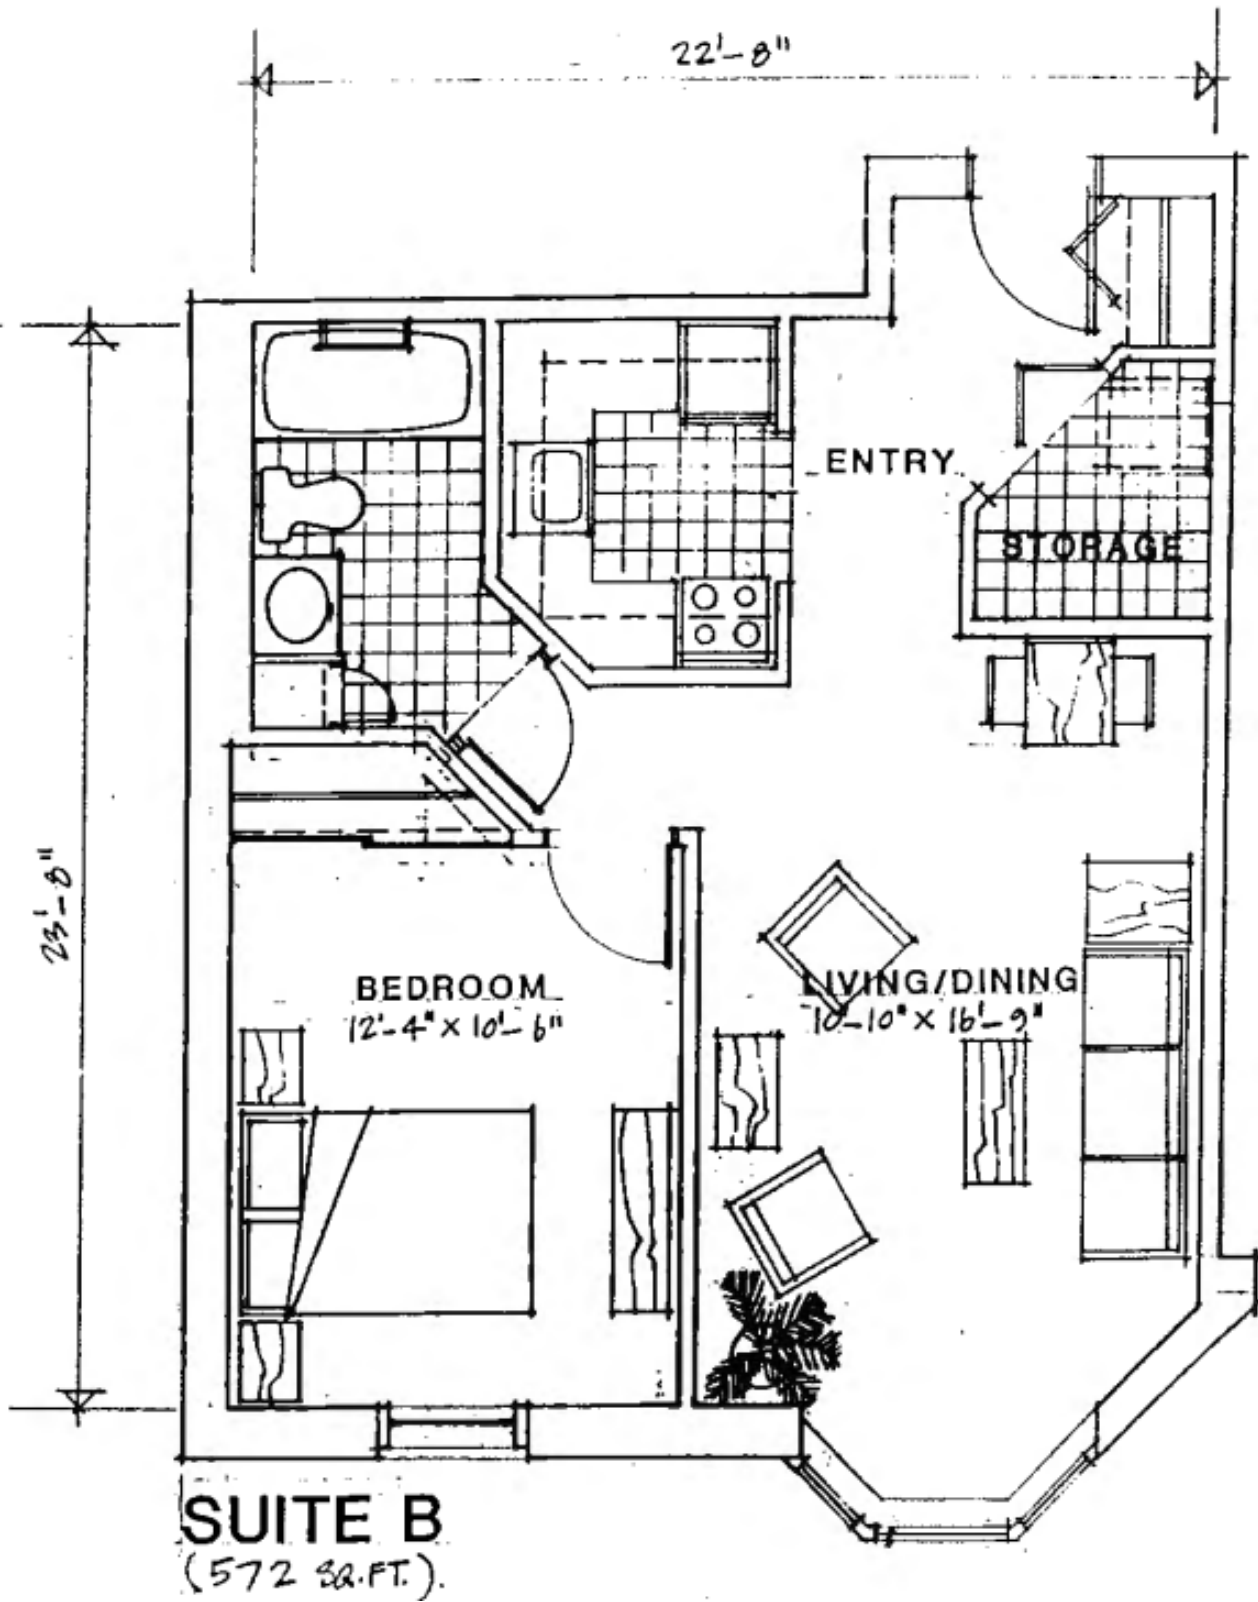 22'-8"
ENTRY
STORAGE
23'-8"
BEDROOM
12'-4" X 10'-6"
LIVING/DINING
10'-10" X 16'-9"
SUITE B
(572 SQ.FT.).